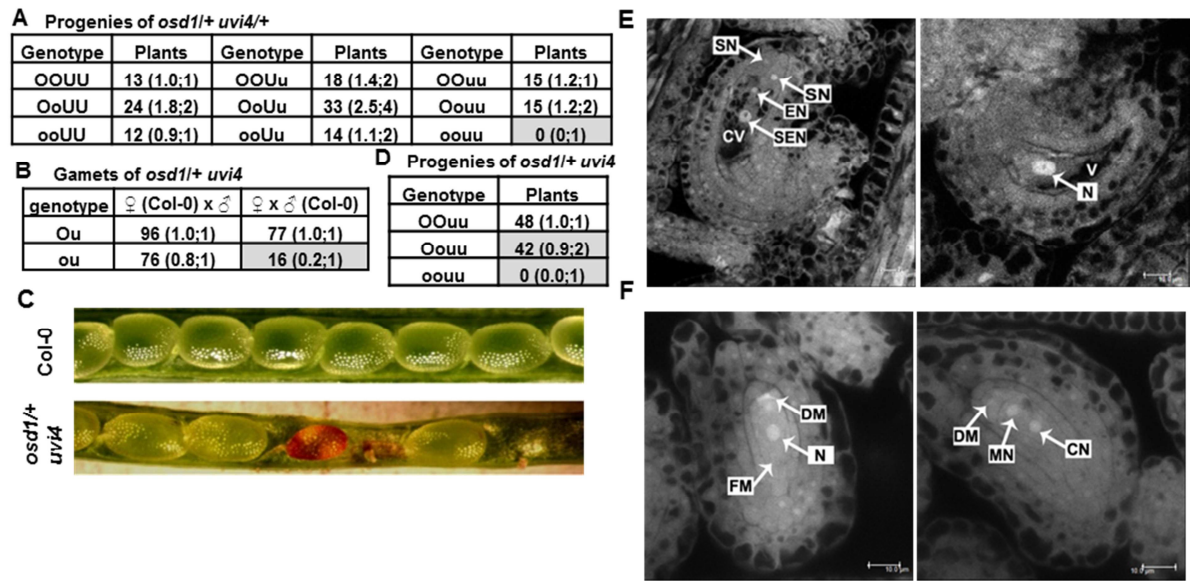 A Progenies of osd1/+ uvi4/+
Genotype Plants Genotype Plants Genotype Plants
OOUU 13 (1.0;1) OOUu 18 (1.4;2) OOuu 15 (1.2;1)
OoUU 24 (1.8;2) OoUu 33 (2.5;4) Oouu 15 (1.2;2)
ooUU 12 (0.9;1) ooUu 14 (1.1;2) oouu 0 (0;1)
B Gamets of osd1/+ uvi4
genotype ♀ (Col-0) x ♂ ♀ x ♂ (Col-0)
Ou 96 (1.0;1) 77 (1.0;1)
ou 76 (0.8;1) 16 (0.2;1)
D Progenies of osd1/+ uvi4
Genotype Plants
OOuu 48 (1.0;1)
Oouu 42 (0.9;2)
oouu 0 (0.0;1)
C
Col-0
osd1/+
uvi4
E
SN
SN
EN
CV
SEN
V
N
10.0 µm
F
DM
N
FM
10.0 µm
DM
MN
CN
10.0 µm